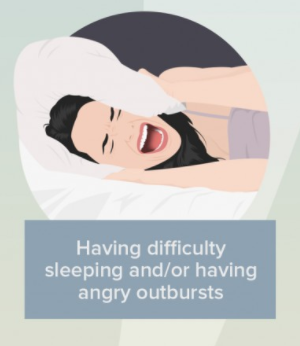 Having difficulty
sleeping and/or having
angry outbursts